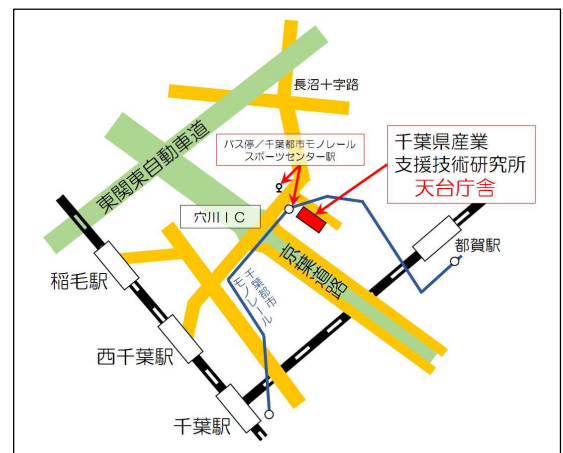 長沼十字路
バス停／千葉都市モノレール
スポーツセンター駅
千葉県産業
支援技術研究所
天台庁舎
東関東自動車道
穴川ＩＣ
京葉道路
千葉都市
モノレール
都賀駅
稲毛駅
西千葉駅
千葉駅